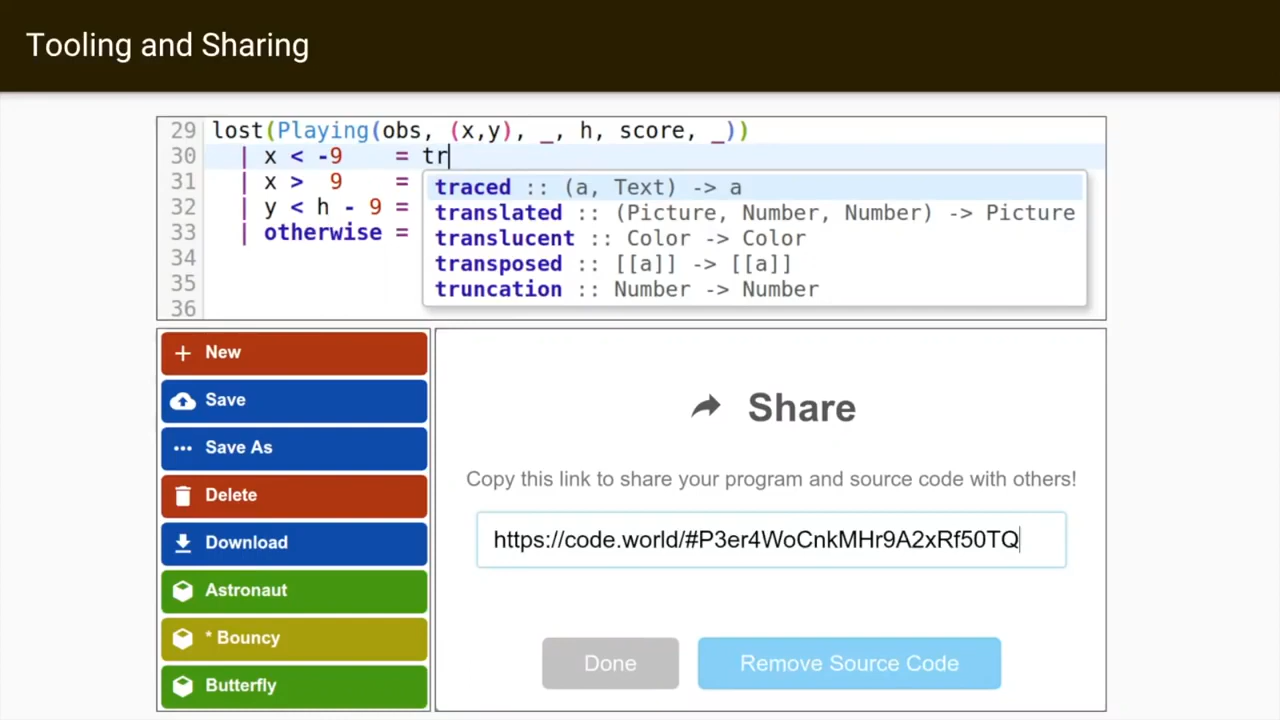 Tooling and Sharing
29 lost(Playing(obs, (x,y), _, h, score, _))
30 | x < -9 = tr
31 | x > 9 =
32 | y < h - 9 =
33 | otherwise =
34
35
36
traced :: (a, Text) -> a
translated :: (Picture, Number, Number) -> Picture
translucent :: Color -> Color
transposed :: [[a]] -> [[a]]
truncation :: Number -> Number
+ New
Save
Save As
Delete
Download
Astronaut
* Bouncy
Butterfly
Share
Copy this link to share your program and source code with others!
https://code.world/#P3er4WoCnkMHr9A2xRf50TQ
Done
Remove Source Code